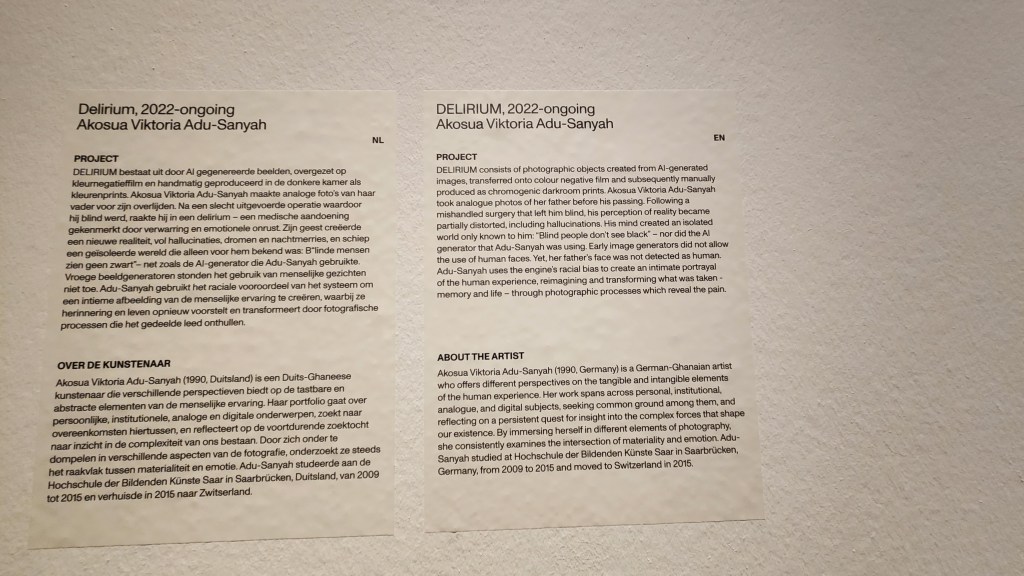 Delirium, 2022-ongoing
Akosua Viktoria Adu-Sanyah
NL
PROJECT
DELIRIUM bestaat uit door AI gegenereerde beelden, overgezet op
kleurnegatieffilm en handmatig geproduceerd in de donkere kamer als
kleurenprints. Akosua Viktoria Adu-Sanyah maakte analoge foto's van haar
vader voor zijn overlijden. Na een slecht uitgevoerde operatie waardoor
hij blind werd, raakte hij in een delirium – een medische aandoening
gekenmerkt door verwarring en emotionele onrust. Zijn geest creëerde
een nieuwe realiteit, vol hallucinaties, dromen en nachtmerries, en schiep
een geïsoleerde wereld die alleen voor hem bekend was: B"linde mensen
zien geen zwart"– net zoals de AI-generator die Adu-Sanyah gebruikte.
Vroege beeldgeneratoren stonden het gebruik van menselijke gezichten
niet toe. Adu-Sanyah gebruikt het raciale vooroordeel van het systeem om
een intieme afbeelding van de menselijke ervaring te creëren, waarbij ze
herinnering en leven opnieuw voorstelt en transformeert door fotografische
processen die het gedeelde leed onthullen.
OVER DE KUNSTENAAR
Akosua Viktoria Adu-Sanyah (1990, Duitsland) is een Duits-Ghaneese
kunstenaar die verschillende perspectieven biedt op de tastbare en
abstracte elementen van de menselijke ervaring. Haar portfolio gaat over
persoonlijke, institutionele, analoge en digitale onderwerpen, zoekt naar
overeenkomsten hiertussen, en reflecteert op de voortdurende zoektocht
naar inzicht in de complexiteit van ons bestaan. Door zich onder te
dompelen in verschillende aspecten van de fotografie, onderzoekt ze steeds
het raakvlak tussen materialiteit en emotie. Adu-Sanyah studeerde aan de
Hochschule der Bildenden Künste Saar in Saarbrücken, Duitsland, van 2009
tot 2015 en verhuisde in 2015 naar Zwitserland.
DELIRIUM, 2022-ongoing
Akosua Viktoria Adu-Sanyah
EN
PROJECT
DELIRIUM consists of photographic objects created from AI-generated
images, transferred onto colour negative film and subsequently manually
produced as chromogenic darkroom prints. Akosua Viktoria Adu-Sanyah
took analogue photos of her father before his passing. Following a
mishandled surgery that left him blind, his perception of reality became
partially distorted, including hallucinations. His mind created an isolated
world only known to him: "Blind people don't see black" – nor did the AI
generator that Adu-Sanyah was using. Early image generators did not allow
the use of human faces. Yet, her father's face was not detected as human.
Adu-Sanyah uses the engine's racial bias to create an intimate portrayal
of the human experience, reimagining and transforming what was taken -
memory and life – through photographic processes which reveal the pain.
ABOUT THE ARTIST
Akosua Viktoria Adu-Sanyah (1990, Germany) is a German-Ghanaian artist
who offers different perspectives on the tangible and intangible elements
of the human experience. Her work spans across personal, institutional,
analogue, and digital subjects, seeking common ground among them, and
reflecting on a persistent quest for insight into the complex forces that shape
our existence. By immersing herself in different elements of photography,
she consistently examines the intersection of materiality and emotion. Adu-
Sanyah studied at Hochschule der Bildenden Künste Saar in Saarbrücken,
Germany, from 2009 to 2015 and moved to Switzerland in 2015.